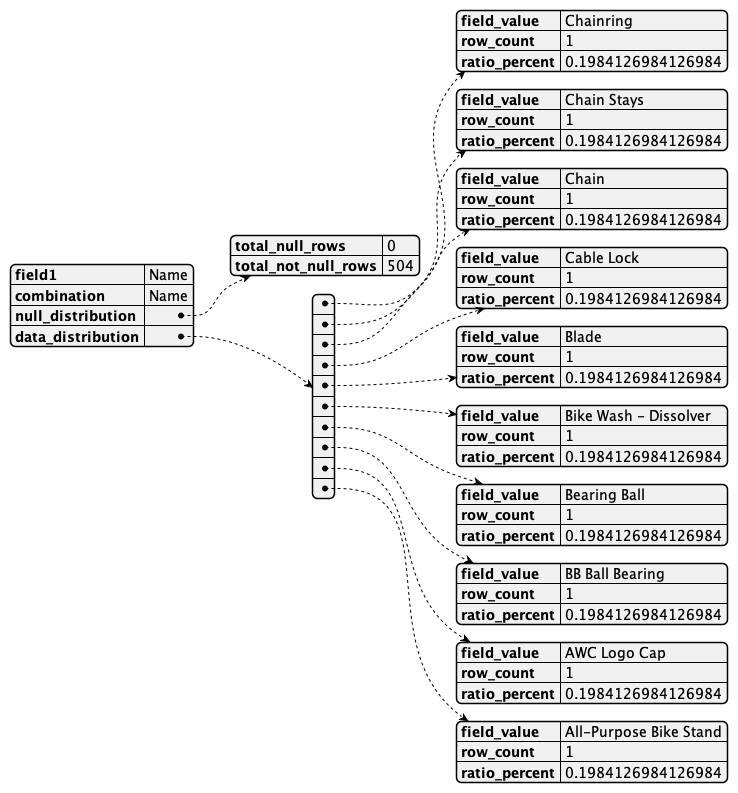 field_value Chainring
row_count 1
ratio_percent 0.1984126984126984
field_value Chain Stays
row_count 1
ratio_percent 0.1984126984126984
field_value Chain
row_count 1
ratio_percent 0.1984126984126984
total_null_rows 0
total_not_null_rows 504
field1 Name
combination Name
null_distribution
data_distribution
field_value Cable Lock
row_count 1
ratio_percent 0.1984126984126984
field_value Blade
row_count 1
ratio_percent 0.1984126984126984
field_value Bike Wash - Dissolver
row_count 1
ratio_percent 0.1984126984126984
field_value Bearing Ball
row_count 1
ratio_percent 0.1984126984126984
field_value BB Ball Bearing
row_count 1
ratio_percent 0.1984126984126984
field_value AWC Logo Cap
row_count 1
ratio_percent 0.1984126984126984
field_value All-Purpose Bike Stand
row_count 1
ratio_percent 0.1984126984126984